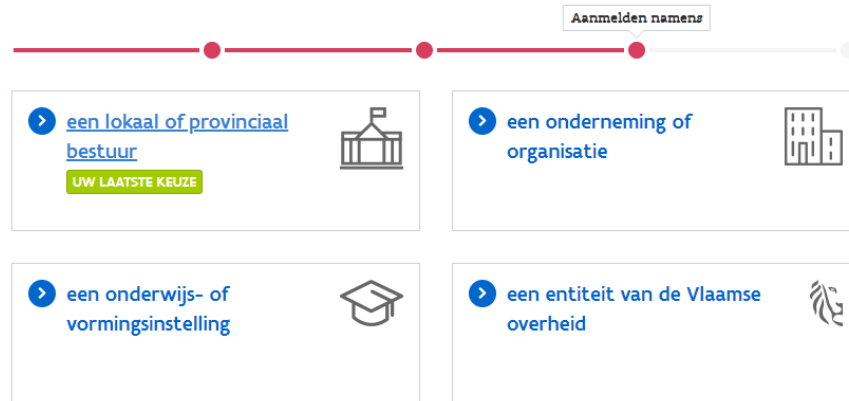 Aanmelden namens
een lokaal of provinciaal
bestuur
UW LAATSTE KEUZE
een onderneming of
organisatie
een onderwijs- of
vormingsinstelling
een entiteit van de Vlaamse
overheid